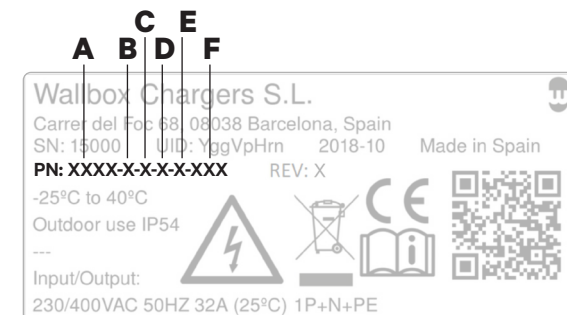 C E
A B D F
Wallbox Chargers S.L.
Carrer del Foc 68, 08038 Barcelona, Spain
SN: 15000 UID: YggVpHrn 2018-10 Made in Spain
PN: XXXX-X-X-X-X-XXX REV: X
-25ºC to 40ºC
Outdoor use IP54
---
Input/Output:
230/400VAC 50HZ 32A (25ºC) 1P+N+PE
CE
i